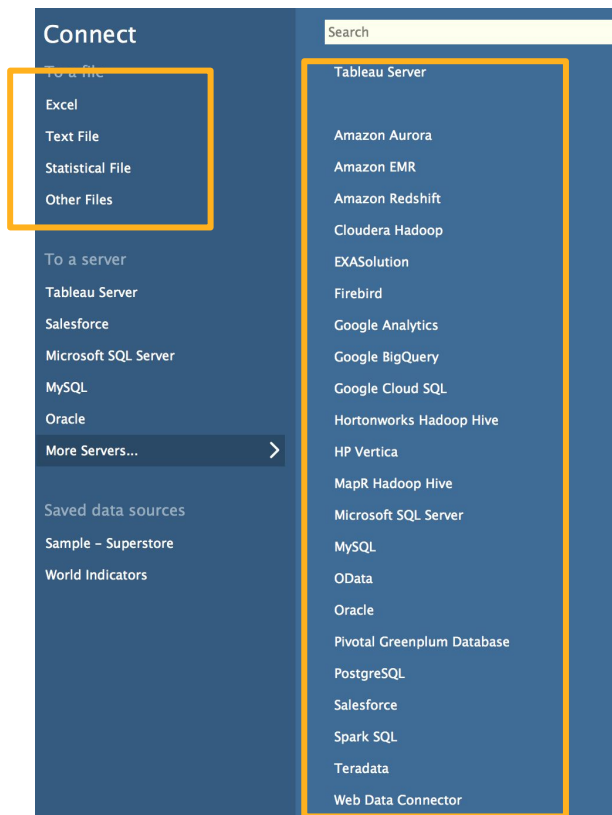 Connect
To a file
Excel
Text File
Statistical File
Other Files
To a server
Tableau Server
Salesforce
Microsoft SQL Server
MySQL
Oracle
More Servers...
Saved data sources
Sample – Superstore
World Indicators
Search
Tableau Server
Amazon Aurora
Amazon EMR
Amazon Redshift
Cloudera Hadoop
EXASolution
Firebird
Google Analytics
Google BigQuery
Google Cloud SQL
Hortonworks Hadoop Hive
HP Vertica
MapR Hadoop Hive
Microsoft SQL Server
MySQL
OData
Oracle
Pivotal Greenplum Database
PostgreSQL
Salesforce
Spark SQL
Teradata
Web Data Connector